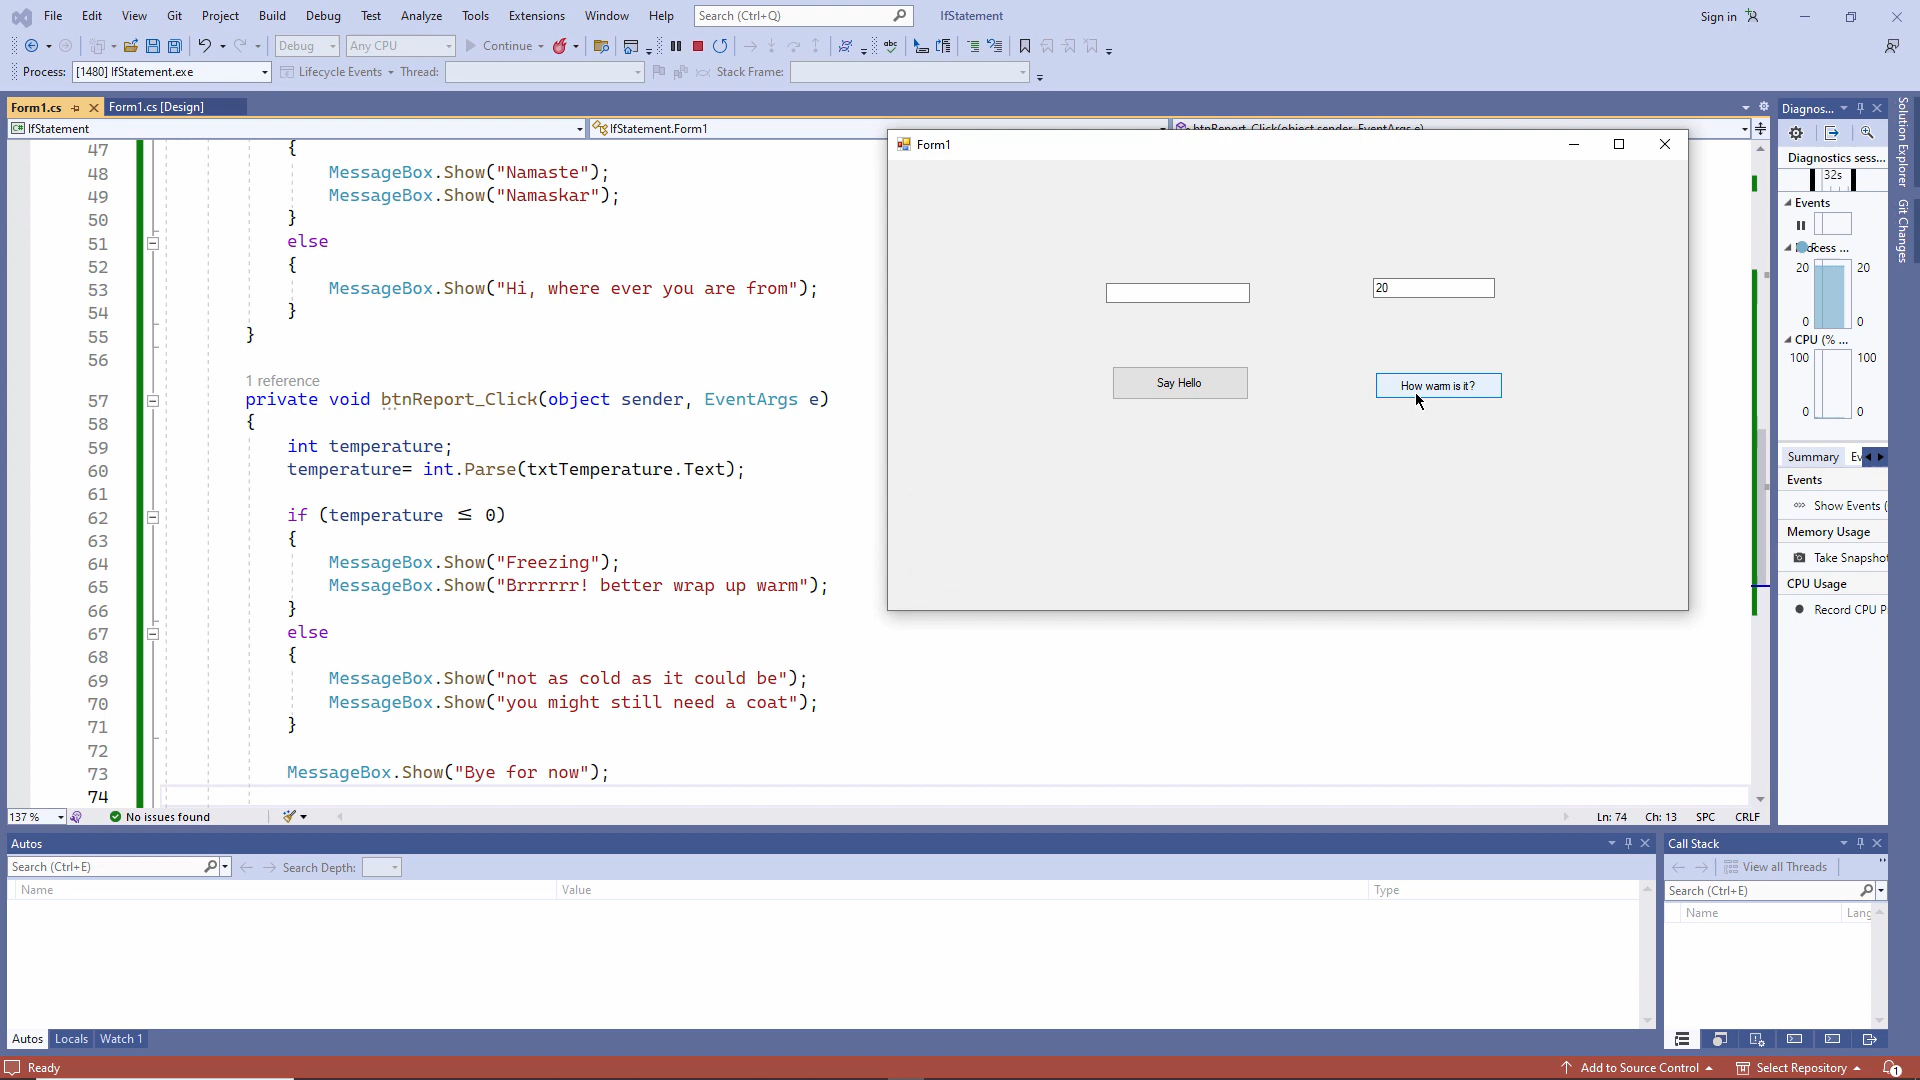 File Edit View Git Project Build Debug Test Analyze Tools Extensions Window Help Search (Ctrl+Q) IfStatement Sign in
Debug Any CPU Continue
Process: [1480] IfStatement.exe Lifecycle Events Thread: Stack Frame:
Form1.cs Form1.cs [Design]
IfStatement IfStatement.Form1 btnReport_Click(object sender, EventArgs e)
47 {
48 MessageBox.Show("Namaste");
49 MessageBox.Show("Namaskar");
50 }
51 else
52 {
53 MessageBox.Show("Hi, where ever you are from");
54 }
55 }
56
1 reference
57 private void btnReport_Click(object sender, EventArgs e)
58 {
59 int temperature;
60 temperature= int.Parse(txtTemperature.Text);
61
62 if (temperature ≤ 0)
63 {
64 MessageBox.Show("Freezing");
65 MessageBox.Show("Brrrrrr! better wrap up warm");
66 }
67 else
68 {
69 MessageBox.Show("not as cold as it could be");
70 MessageBox.Show("you might still need a coat");
71 }
72
73 MessageBox.Show("Bye for now");
74
Form1
20
Say Hello
How warm is it?
Diagnos...
Diagnostics sess...
32s
Events
20 20
0 0
CPU (% ...
100 100
0 0
Summary Ev
Events
Show Events (
Memory Usage
Take Snapshot
CPU Usage
Record CPU P
Solution Explorer
Git Changes
137 % No issues found Ln: 74 Ch: 13 SPC CRLF
Autos
Search (Ctrl+E) Search Depth:
Name Value Type
Autos Locals Watch 1
Call Stack
View all Threads
Search (Ctrl+E)
Name Lang
Ready Add to Source Control Select Repository 1